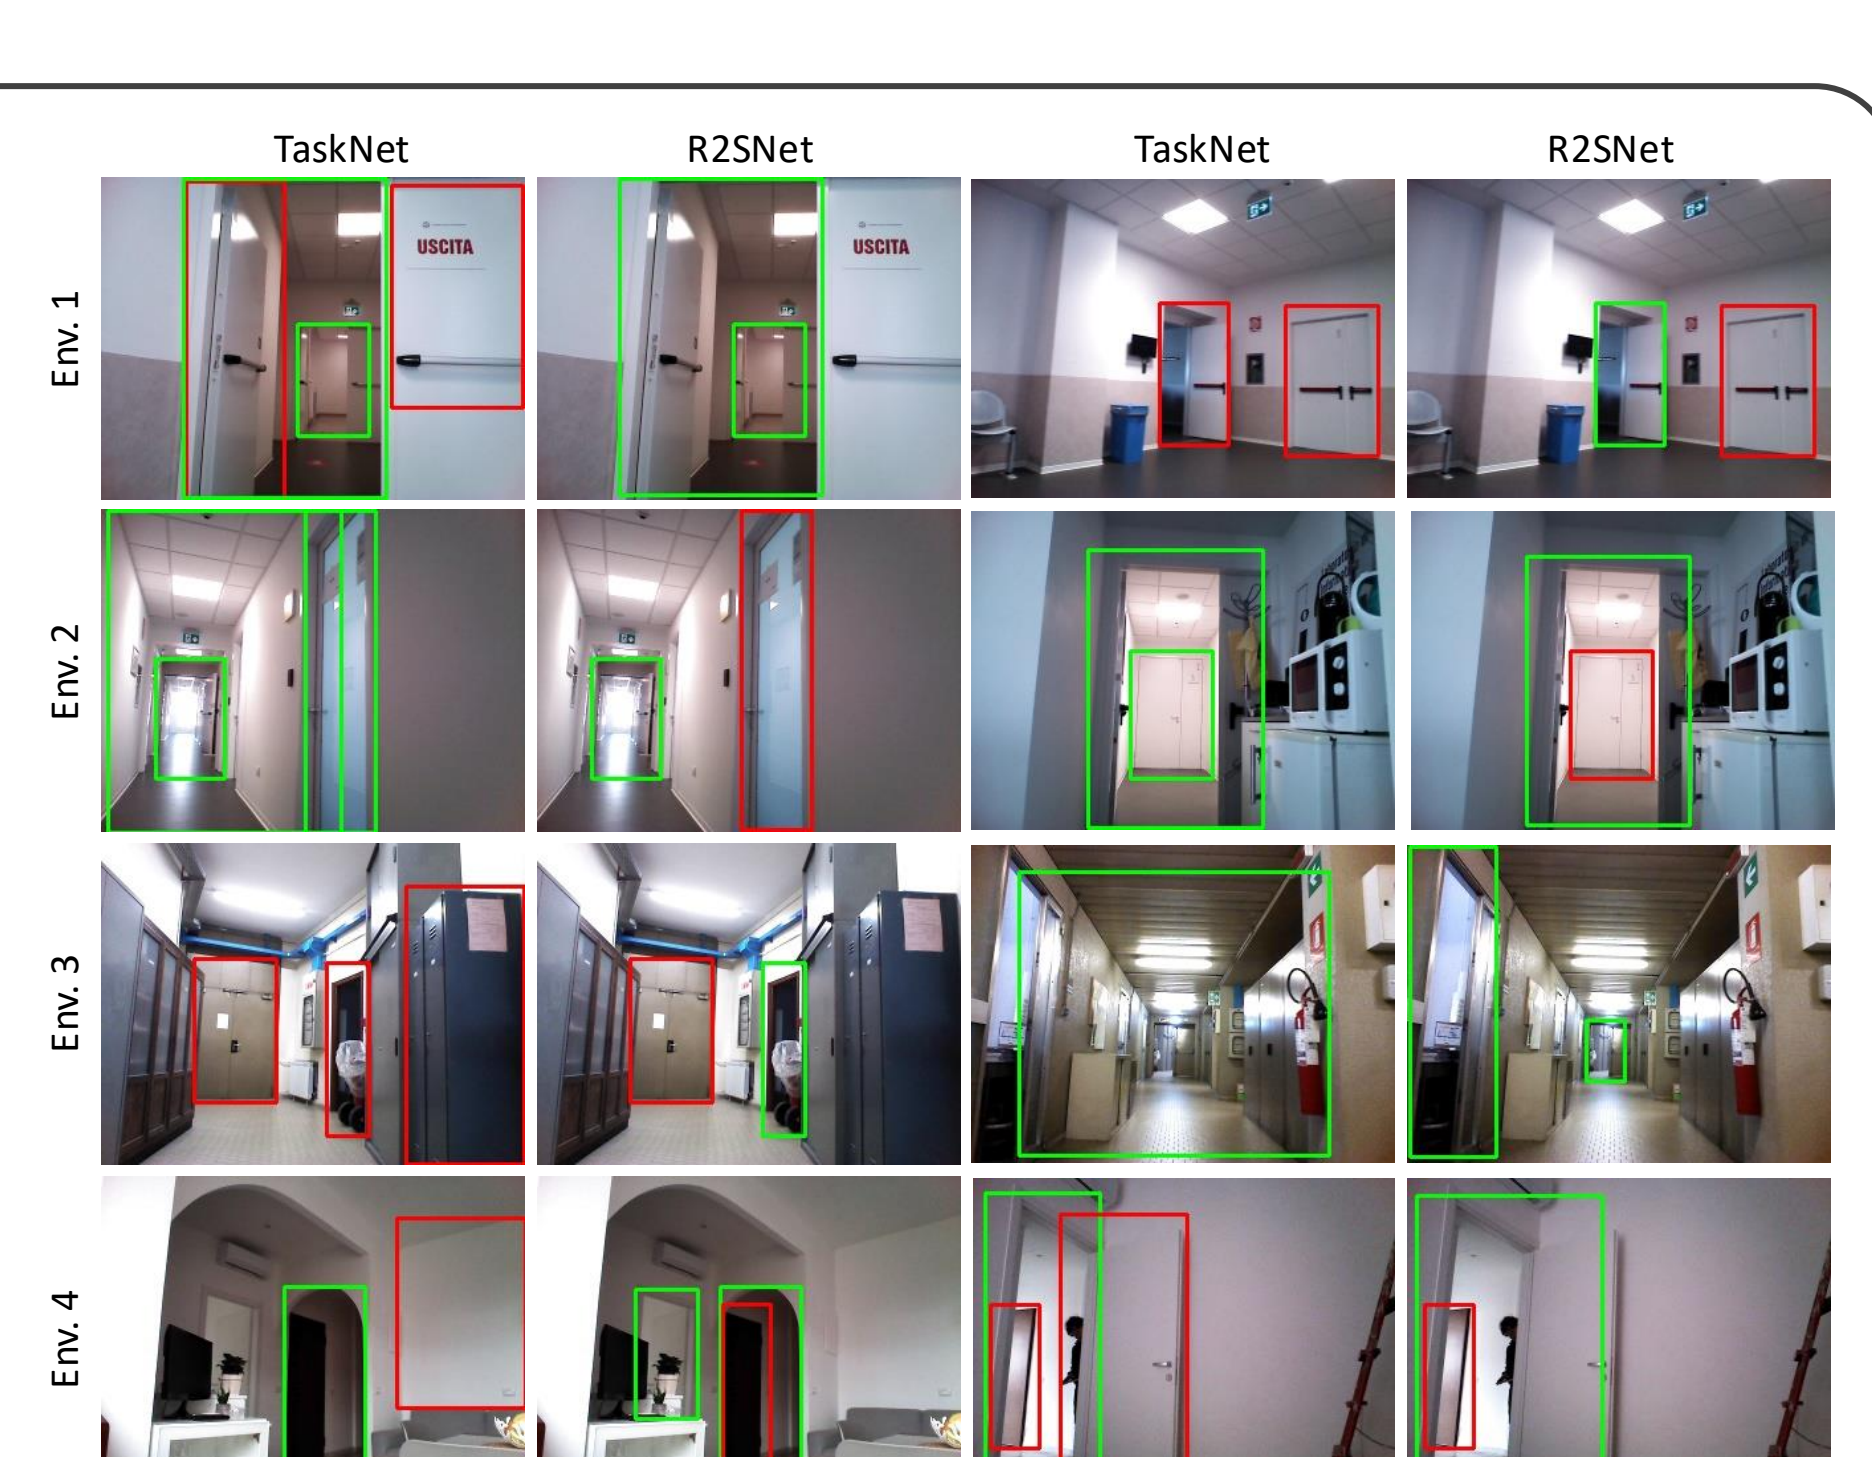 TaskNet R2SNet TaskNet R2SNet
Env. 1
USCITA
USCITA
Env. 2
Env. 3
Env. 4